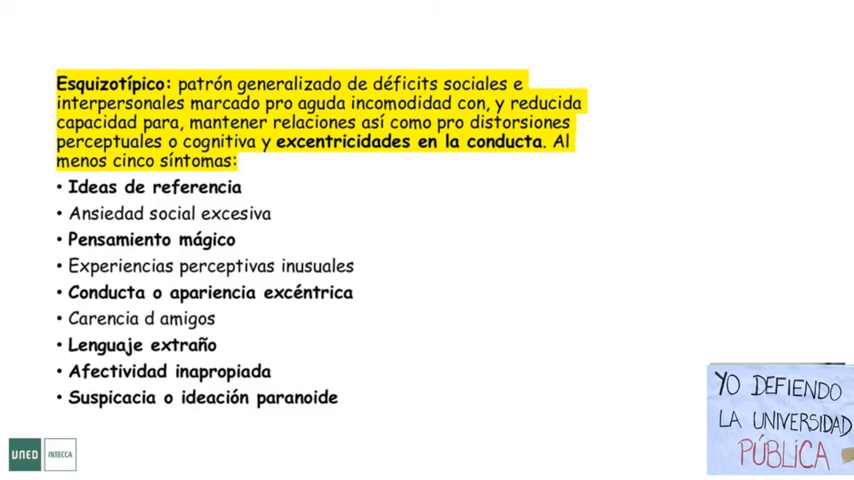 Esquizotípico: patrón generalizado de déficits sociales e
interpersonales marcado pro aguda incomodidad con, y reducida
capacidad para, mantener relaciones así como pro distorsiones
perceptuales o cognitiva y excentricidades en la conducta. Al
menos cinco síntomas:
• Ideas de referencia
• Ansiedad social excesiva
• Pensamiento mágico
• Experiencias perceptivas inusuales
• Conducta o apariencia excéntrica
• Carencia d amigos
• Lenguaje extraño
• Afectividad inapropiada
• Suspicacia o ideación paranoide
YO DEFIENDO
LA UNIVERSIDAD
PÚBLICA
UNED INTECCA